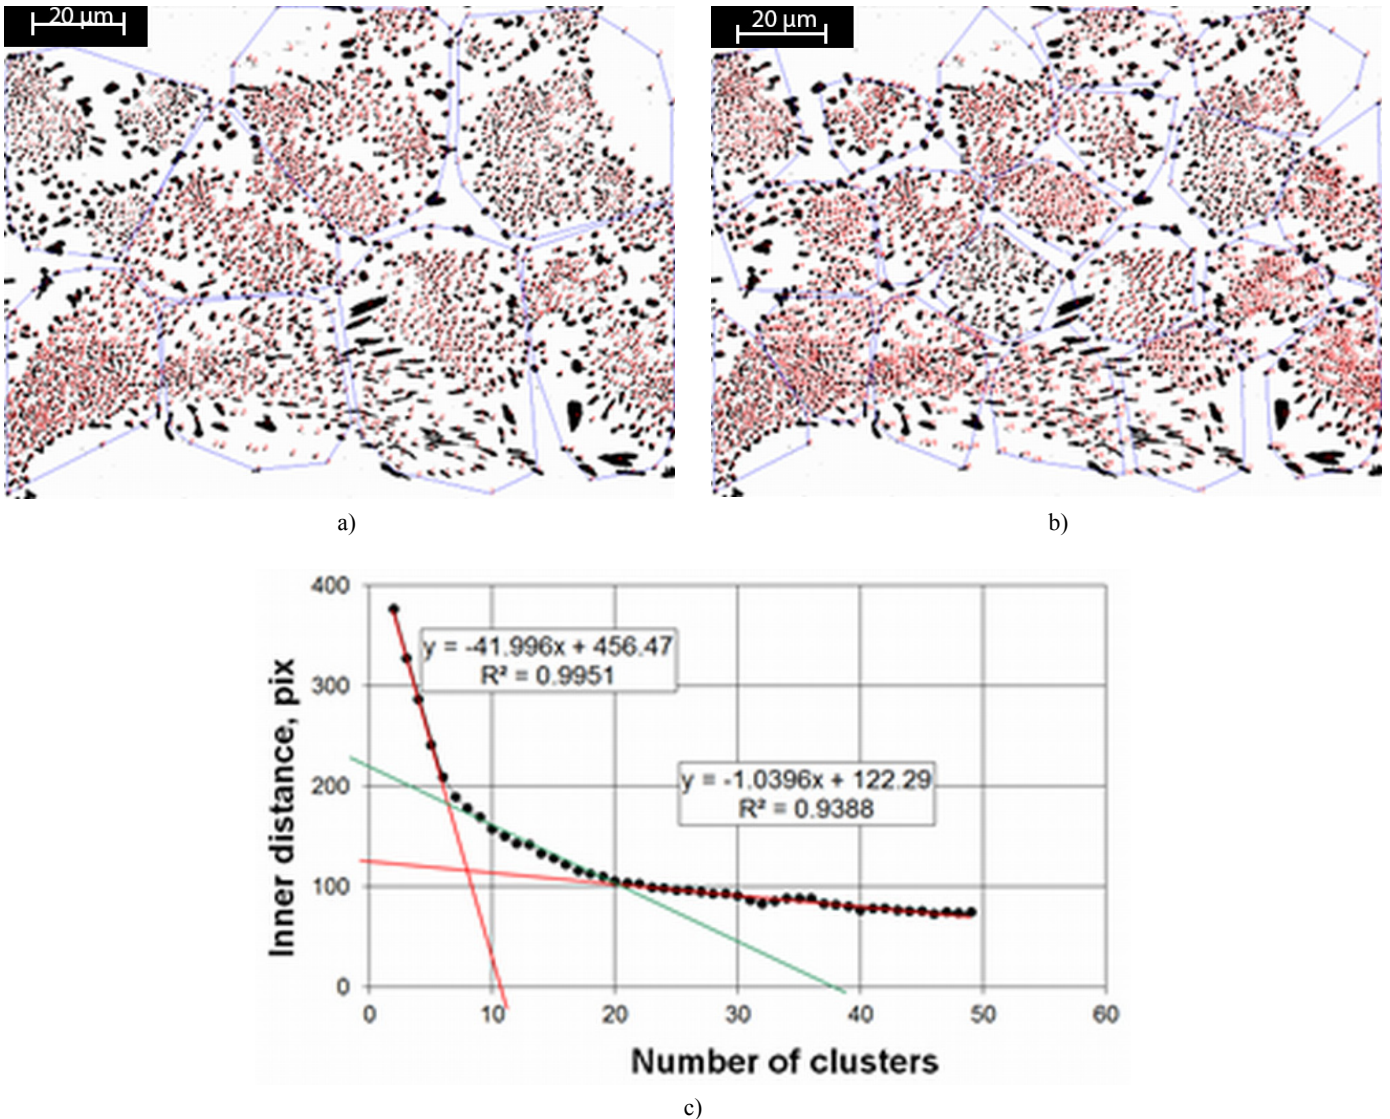 20 µm
20 µm
a)
b)
400
300
200
100
0
0 10 20 30 40 50 60
Inner distance, pix
Number of clusters
y = -41.996x + 456.47
R² = 0.9951
y = -1.0396x + 122.29
R² = 0.9388
c)